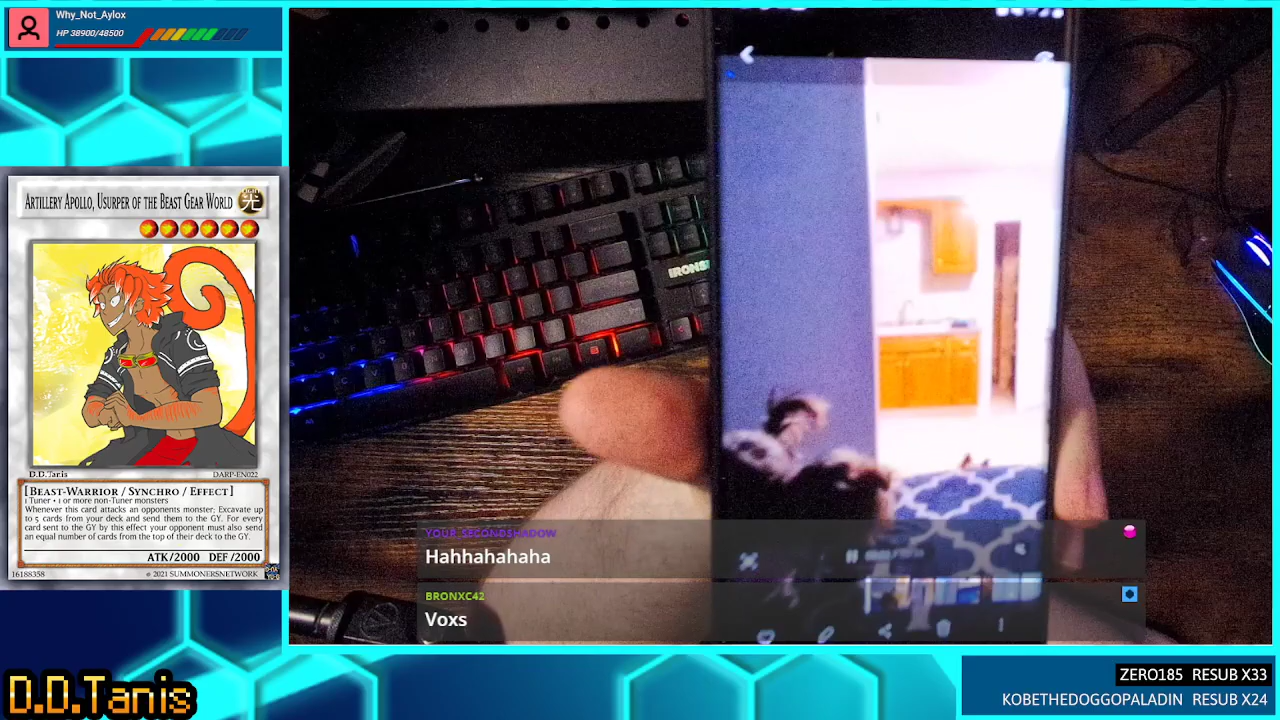 Why_Not_Aylox
HP 38900/48500
ARTILLERY APOLLO, USURPER OF THE BEAST GEAR WORLD
LIGHT
光
D.D.Tanis
DARP-EN022
[BEAST-WARRIOR / SYNCHRO / EFFECT]
1 Tuner + 1 or more non-Tuner monsters
Whenever this card attacks an opponents monster; Excavate up
to 5 cards from your deck and send them to the GY. For every
card sent to the GY by this effect your opponent must also send
an equal number of cards from the top of their deck to the GY.
ATK/2000 DEF/2000
16188358
© 2021 SUMMONERSNETWORK
IRONS
YOUR_SECONDSHADOW
Hahhahahaha
BRONXC42
Voxs
D.D.Tanis
ZERO185 RESUB X33
KOBETHEDOGGOPALADIN RESUB X24